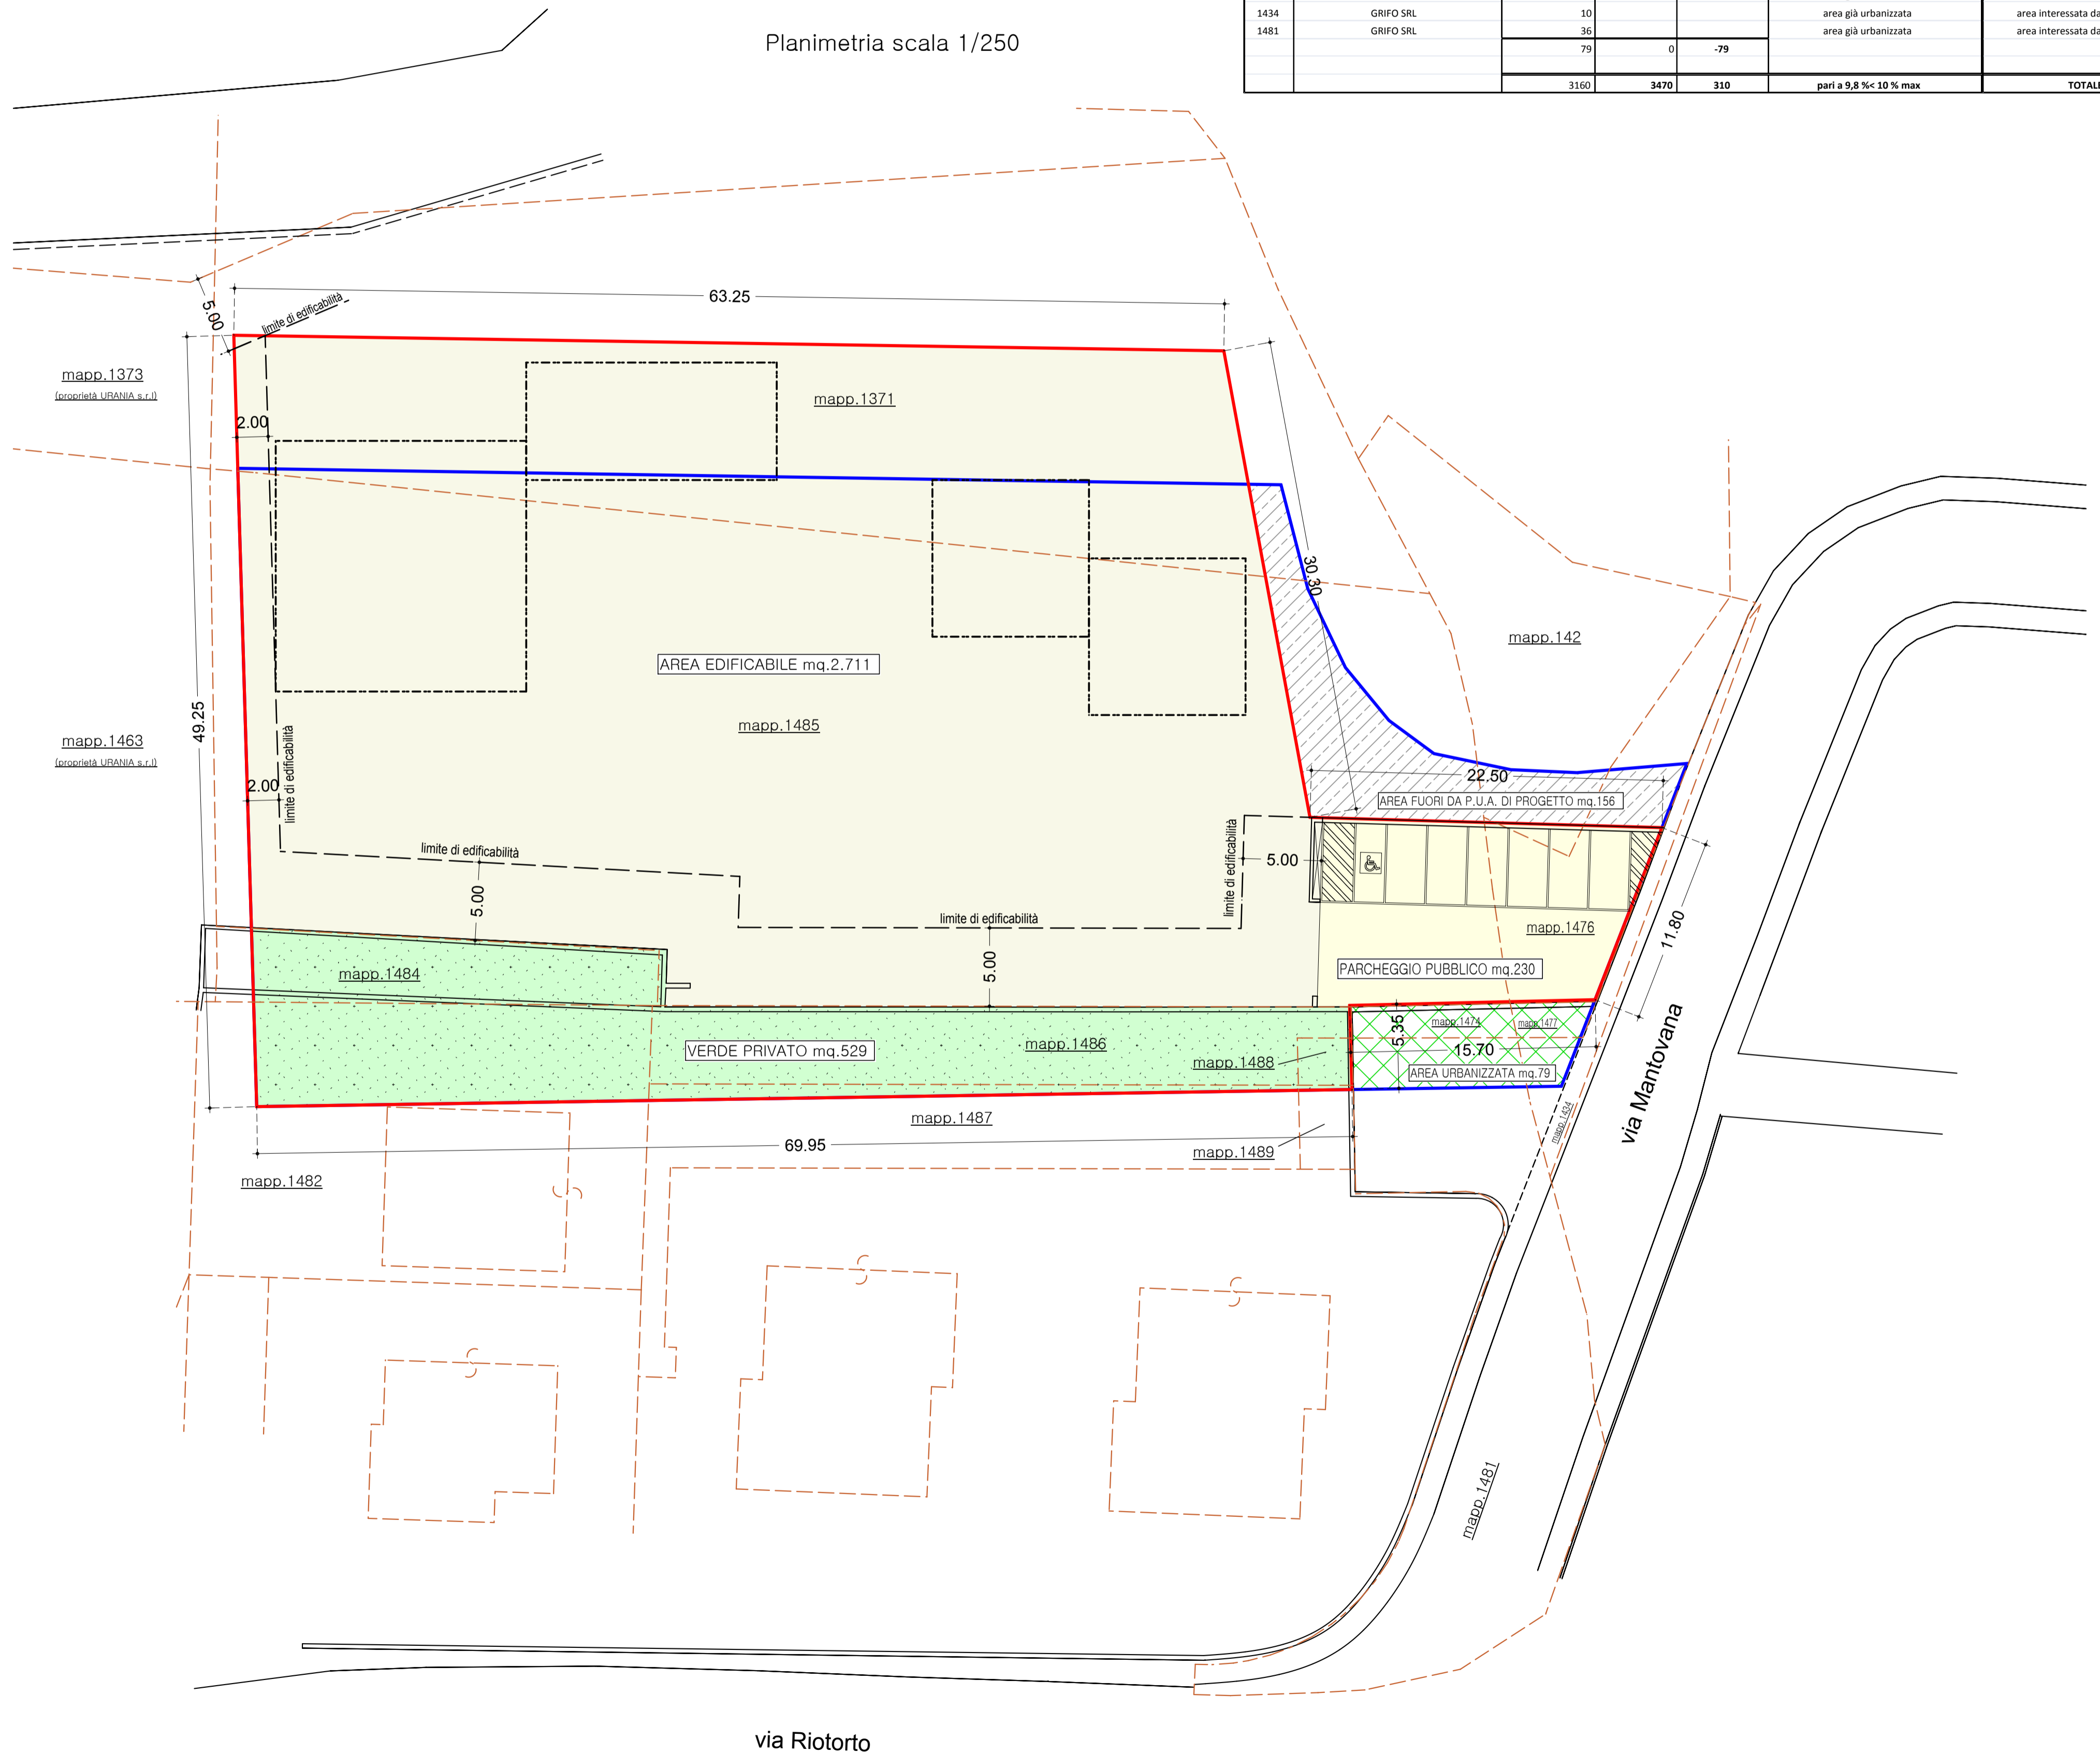 Planimetria scala 1/250
1434 GRIFO SRL 10 area già urbanizzata area interessata da
1481 GRIFO SRL 36 area già urbanizzata area interessata da
79 0 -79
3160 3470 310 pari a 9,8 %< 10 % max
63.25
5.00
limite di edificabilità
mapp.1373
(proprietà URANIA s.r.l)
mapp.1371
2.00
30.30
mapp.142
AREA EDIFICABILE mq.2.711
mapp.1485
49.25
mapp.1463
(proprietà URANIA s.r.l)
2.00
limite di edificabilità
22.50
AREA FUORI DA P.U.A. DI PROGETTO mq.156
limite di edificabilità
5.00
limite di edificabilità
5.00
limite di edificabilità
5.00
mapp.1476
11.80
PARCHEGGIO PUBBLICO mq.230
mapp.1484
mapp.1474
mapp.1477
5.35
15.70
VERDE PRIVATO mq.529
mapp.1486
mapp.1488
AREA URBANIZZATA mq.79
via Mantovana
mapp.1434
mapp.1487
69.95
mapp.1489
mapp.1482
mapp.1481
via Riotorto